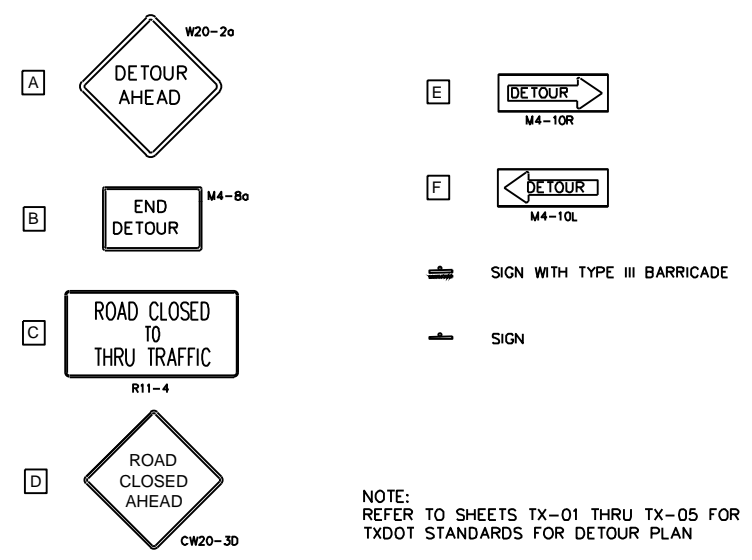 W20-2a
A
DETOUR
AHEAD
B
M4-8a
END
DETOUR
C
ROAD CLOSED
TO
THRU TRAFFIC
R11-4
D
ROAD
CLOSED
AHEAD
CW20-3D
E
DETOUR
M4-10R
F
DETOUR
M4-10L
SIGN WITH TYPE III BARRICADE
SIGN
NOTE:
REFER TO SHEETS TX-01 THRU TX-05 FOR
TXDOT STANDARDS FOR DETOUR PLAN